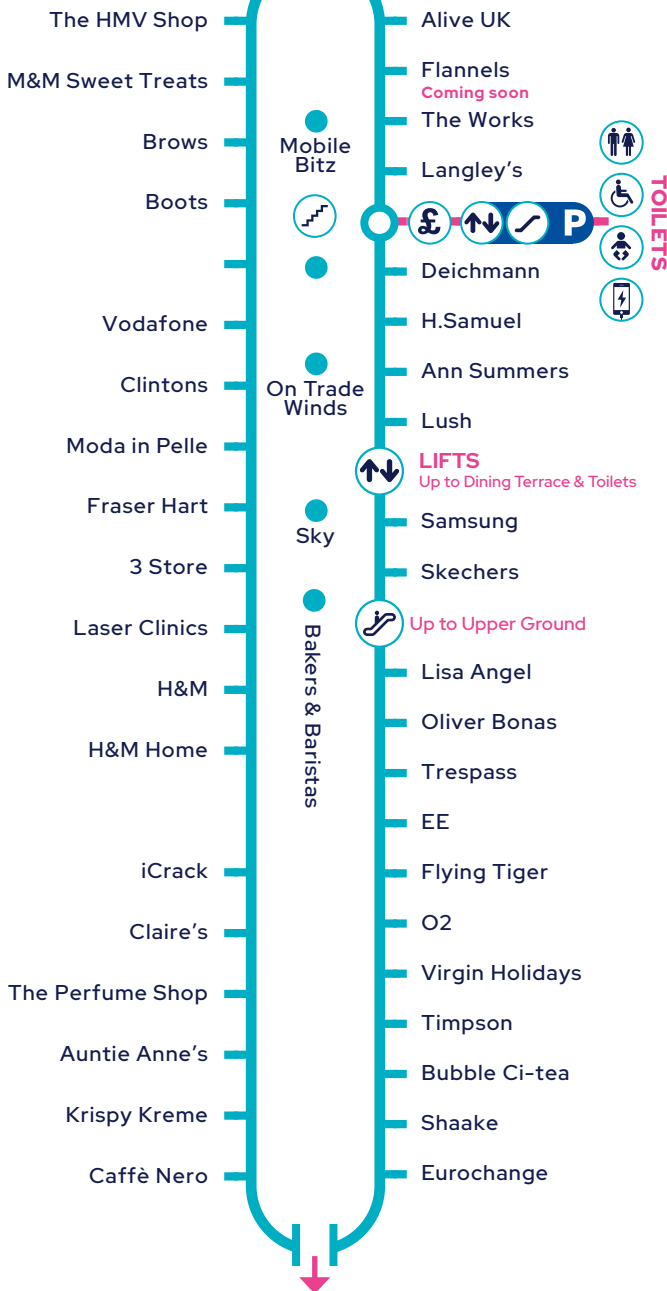 The HMV Shop
M&M Sweet Treats
Brows
Boots
Vodafone
Clintons
Moda in Pelle
Fraser Hart
3 Store
Laser Clinics
H&M
H&M Home
iCrack
Claire's
The Perfume Shop
Auntie Anne's
Krispy Kreme
Caffè Nero
Mobile
Bitz
On Trade
Winds
Sky
Bakers & Baristas
Alive UK
Flannels
Coming soon
The Works
Langley's
£
P
TOILETS
Deichmann
H.Samuel
Ann Summers
Lush
LIFTS
Up to Dining Terrace & Toilets
Samsung
Skechers
Up to Upper Ground
Lisa Angel
Oliver Bonas
Trespass
EE
Flying Tiger
O2
Virgin Holidays
Timpson
Bubble Ci-tea
Shaake
Eurochange